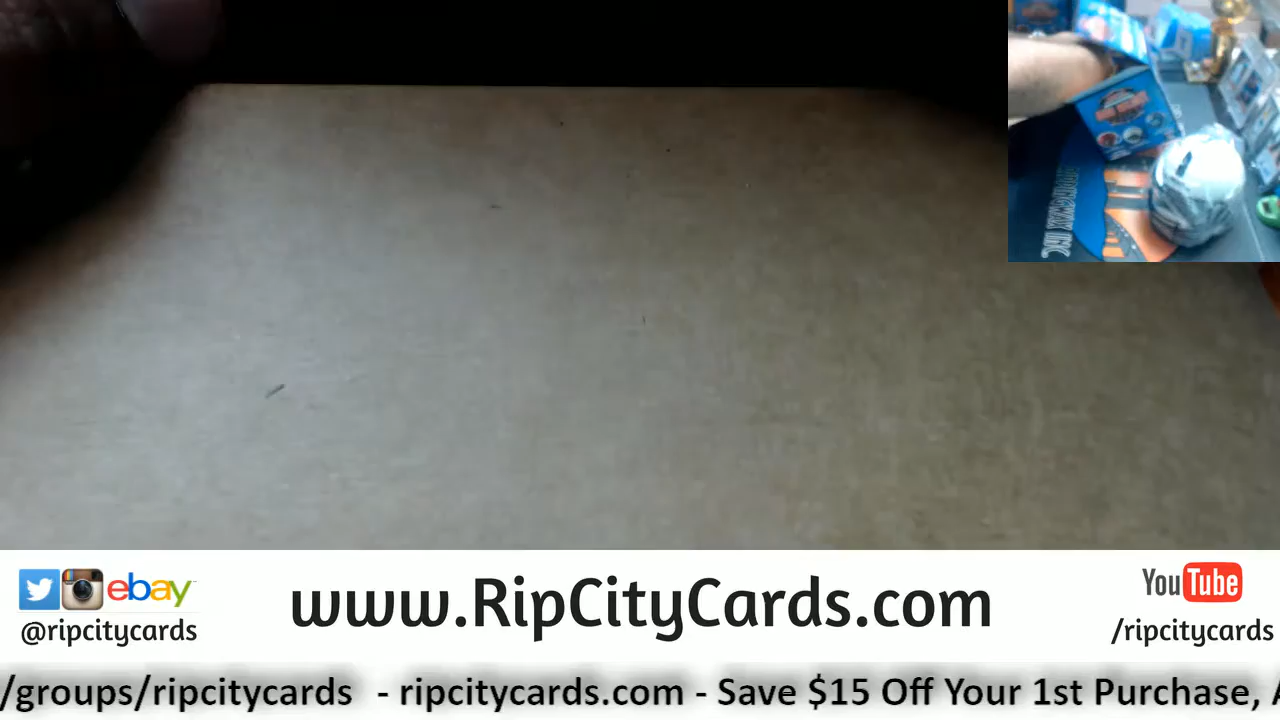 ebay
@ripcitycards
www.RipCityCards.com
YouTube
/ripcitycards
/groups/ripcitycards - ripcitycards.com - Save $15 Off Your 1st Purchase,